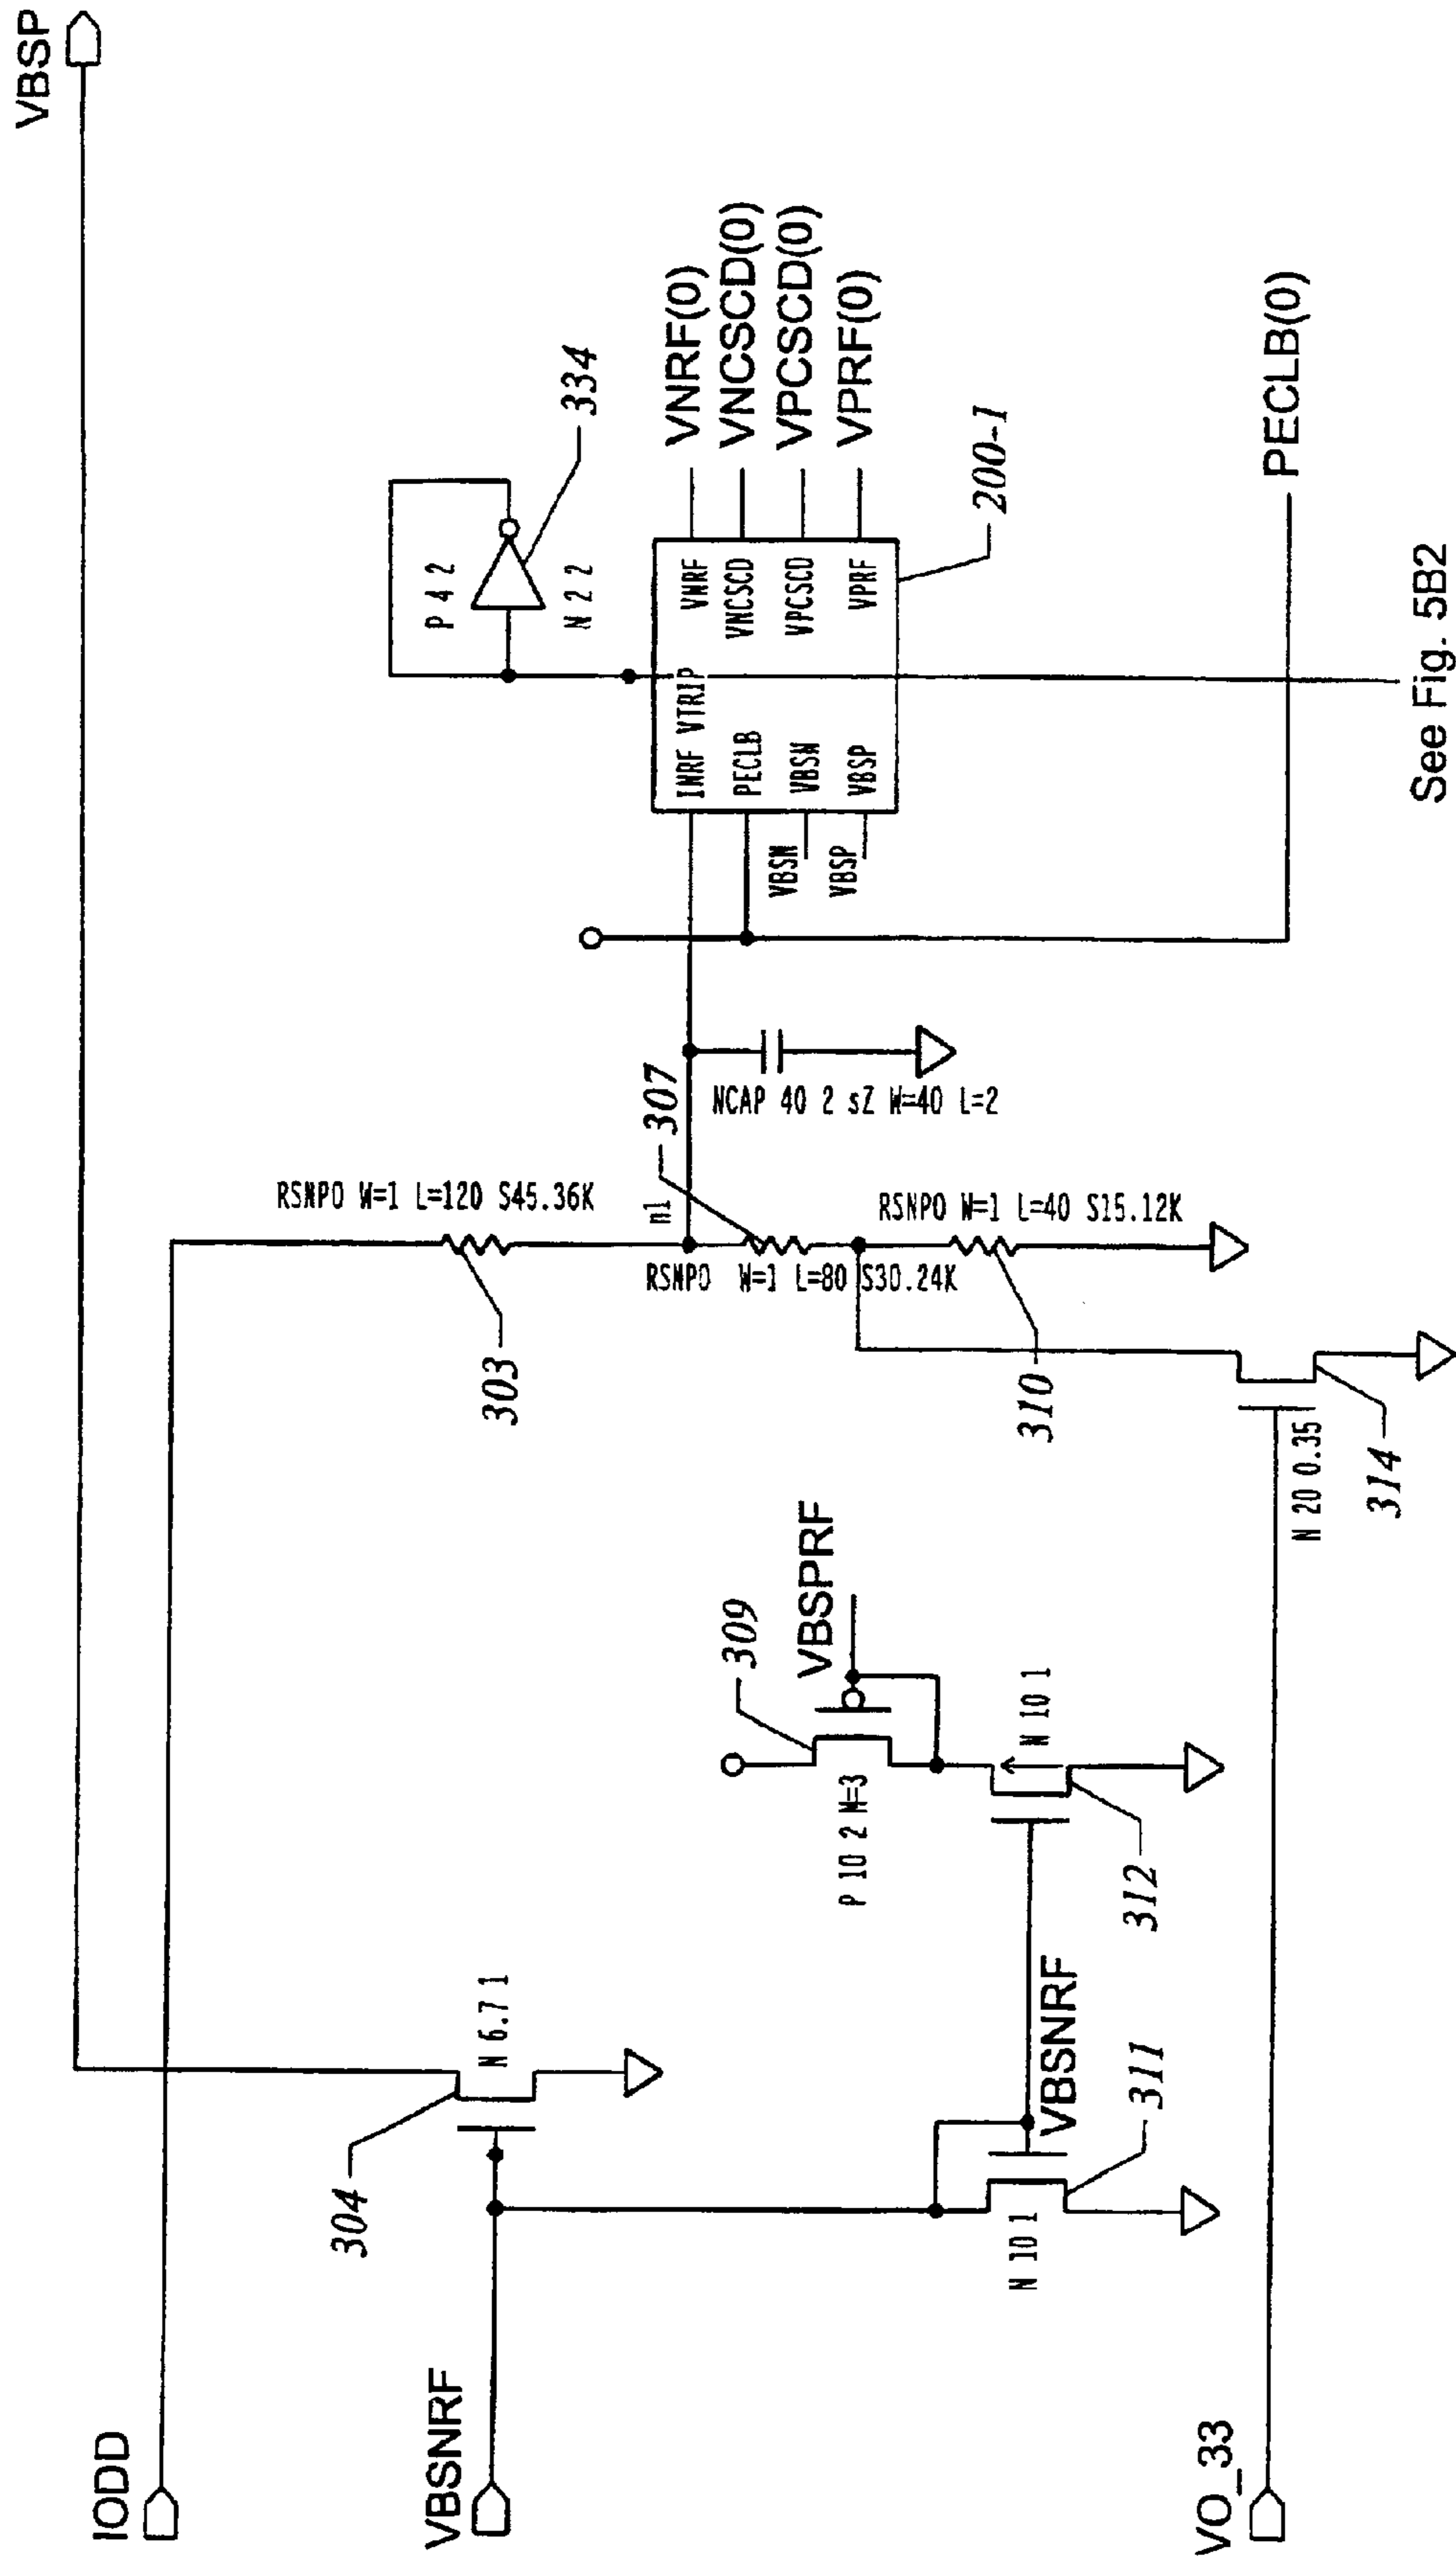 VBSP
IODD
VBSNRF
VO_33
304
N 6.7 1
VBSNRF
N 10 1
311
P 10 2 M=3
309
VBSPRF
N 10 1
312
RSNPO W=1 L=120 S45.36K
303
n1
307
RSNPO W=1 L=80 S30.24K
RSNPO W=1 L=40 S15.12K
310
N 20 0.35
314
NCAP 40 2 sZ W=40 L=2
P 4 2
N 2 2
334
INRF VTRIP VNRF
PECLB VNCSCD
VBSN VPCSCD
VBSP VPRF
VBSN
VBSP
VNRF(0)
VNCSCD(0)
VPCSCD(0)
VPRF(0)
200-1
PECLB(0)
See Fig. 5B2